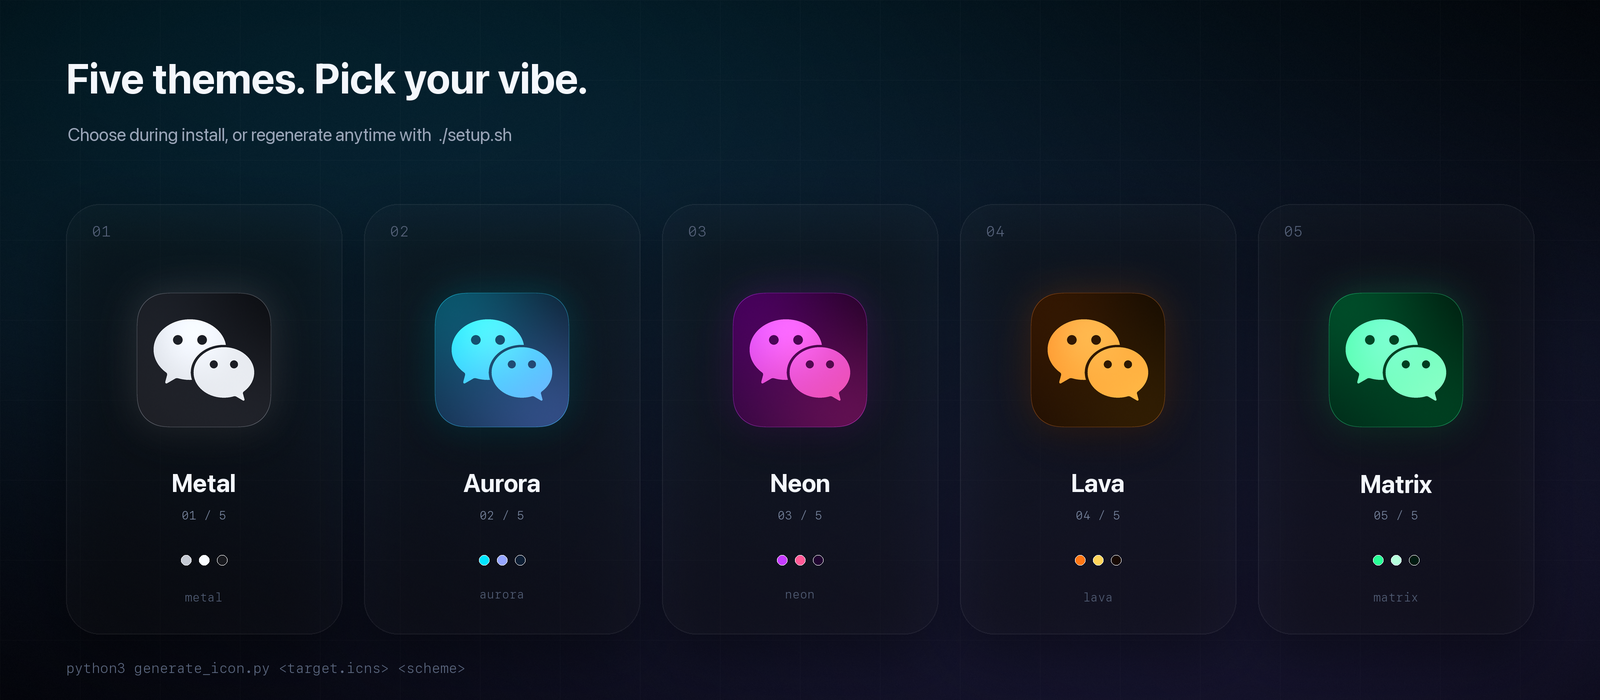 Five themes. Pick your vibe.
Choose during install, or regenerate anytime with ./setup.sh
01
02
03
04
05
Metal
Aurora
Neon
Lava
Matrix
01 / 5
02 / 5
03 / 5
04 / 5
05 / 5
metal
aurora
neon
lava
matrix
python3 generate_icon.py <target.icns> <scheme>